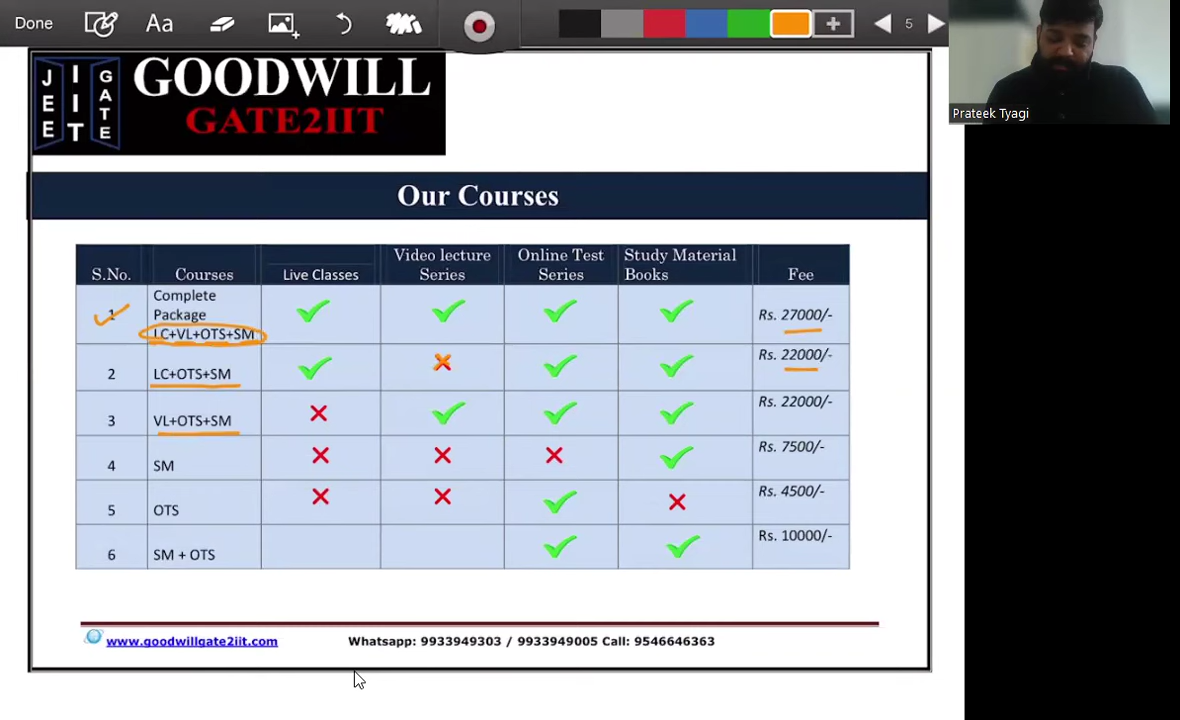 Done Aa 5
Prateek Tyagi
JEE IIT GATE
GOODWILL
GATE2IIT
Our Courses
S.No. Courses Live Classes Video lecture Series Online Test Series Study Material Books Fee
1 Complete Package LC+VL+OTS+SM Rs. 27000/-
2 LC+OTS+SM Rs. 22000/-
3 VL+OTS+SM Rs. 22000/-
4 SM Rs. 7500/-
5 OTS Rs. 4500/-
6 SM + OTS Rs. 10000/-
www.goodwillgate2iit.com Whatsapp: 9933949303 / 9933949005 Call: 9546646363